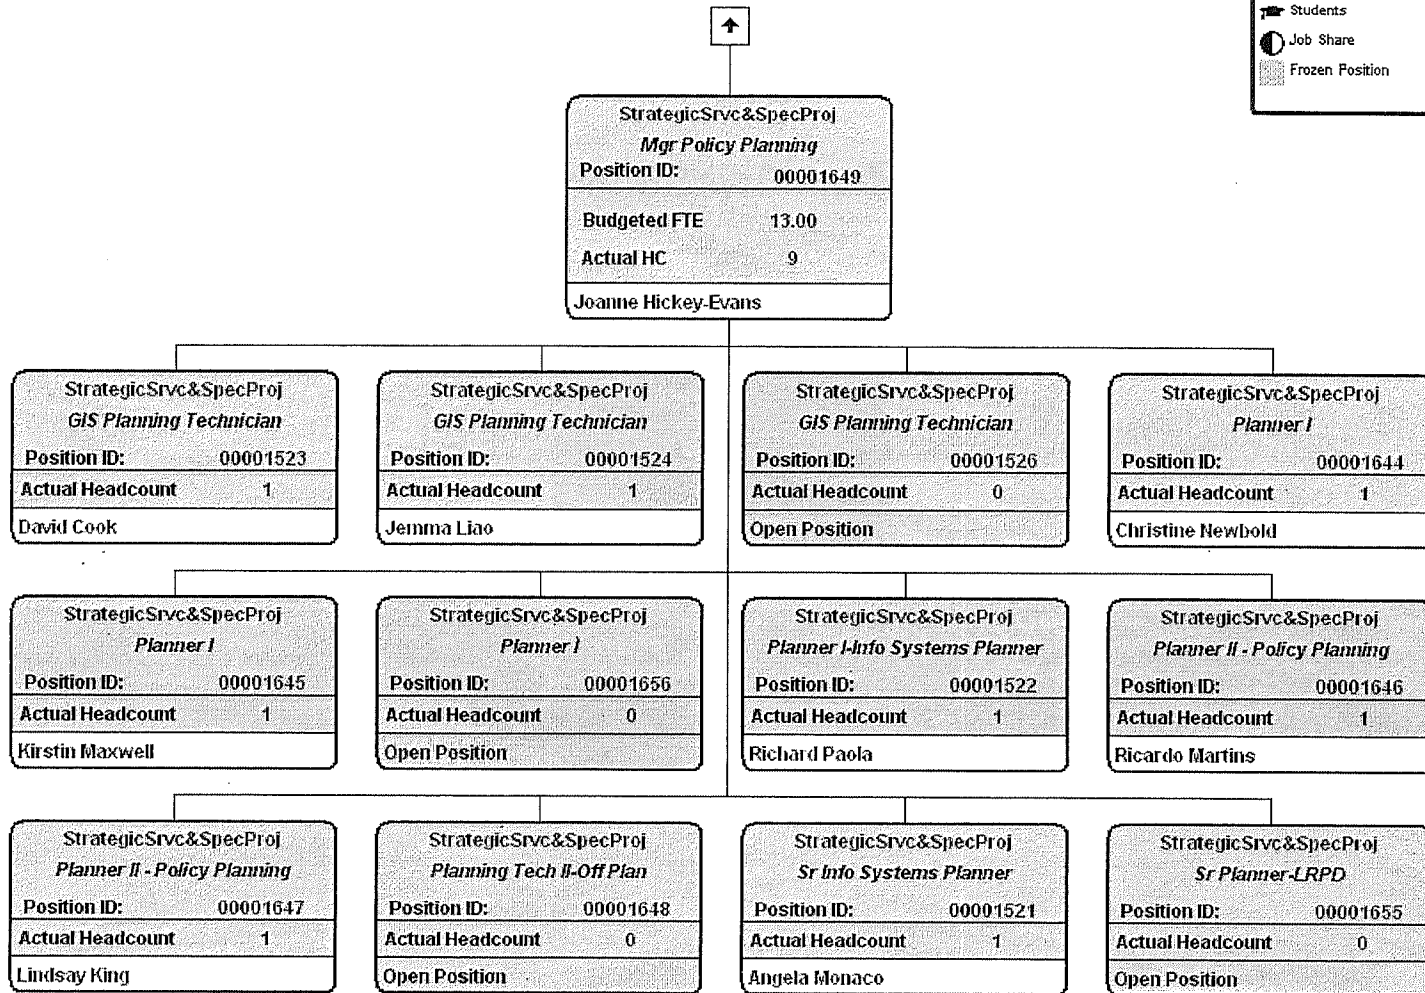 Students
Job Share
Frozen Position
StrategicSrvc&SpecProj
Mgr Policy Planning
Position ID: 00001649
Budgeted FTE 13.00
Actual HC 9
Joanne Hickey-Evans
StrategicSrvc&SpecProj
GIS Planning Technician
Position ID: 00001523
Actual Headcount 1
David Cook
StrategicSrvc&SpecProj
GIS Planning Technician
Position ID: 00001524
Actual Headcount 1
Jemma Liao
StrategicSrvc&SpecProj
GIS Planning Technician
Position ID: 00001526
Actual Headcount 0
Open Position
StrategicSrvc&SpecProj
Planner I
Position ID: 00001644
Actual Headcount 1
Christine Newbold
StrategicSrvc&SpecProj
Planner I
Position ID: 00001645
Actual Headcount 1
Kirstin Maxwell
StrategicSrvc&SpecProj
Planner I
Position ID: 00001656
Actual Headcount 0
Open Position
StrategicSrvc&SpecProj
Planner I-Info Systems Planner
Position ID: 00001522
Actual Headcount 1
Richard Paola
StrategicSrvc&SpecProj
Planner II - Policy Planning
Position ID: 00001646
Actual Headcount 1
Ricardo Martins
StrategicSrvc&SpecProj
Planner II - Policy Planning
Position ID: 00001647
Actual Headcount 1
Lindsay King
StrategicSrvc&SpecProj
Planning Tech II-Off Plan
Position ID: 00001648
Actual Headcount 0
Open Position
StrategicSrvc&SpecProj
Sr Info Systems Planner
Position ID: 00001521
Actual Headcount 1
Angela Monaco
StrategicSrvc&SpecProj
Sr Planner-LRPD
Position ID: 00001655
Actual Headcount 0
Open Position